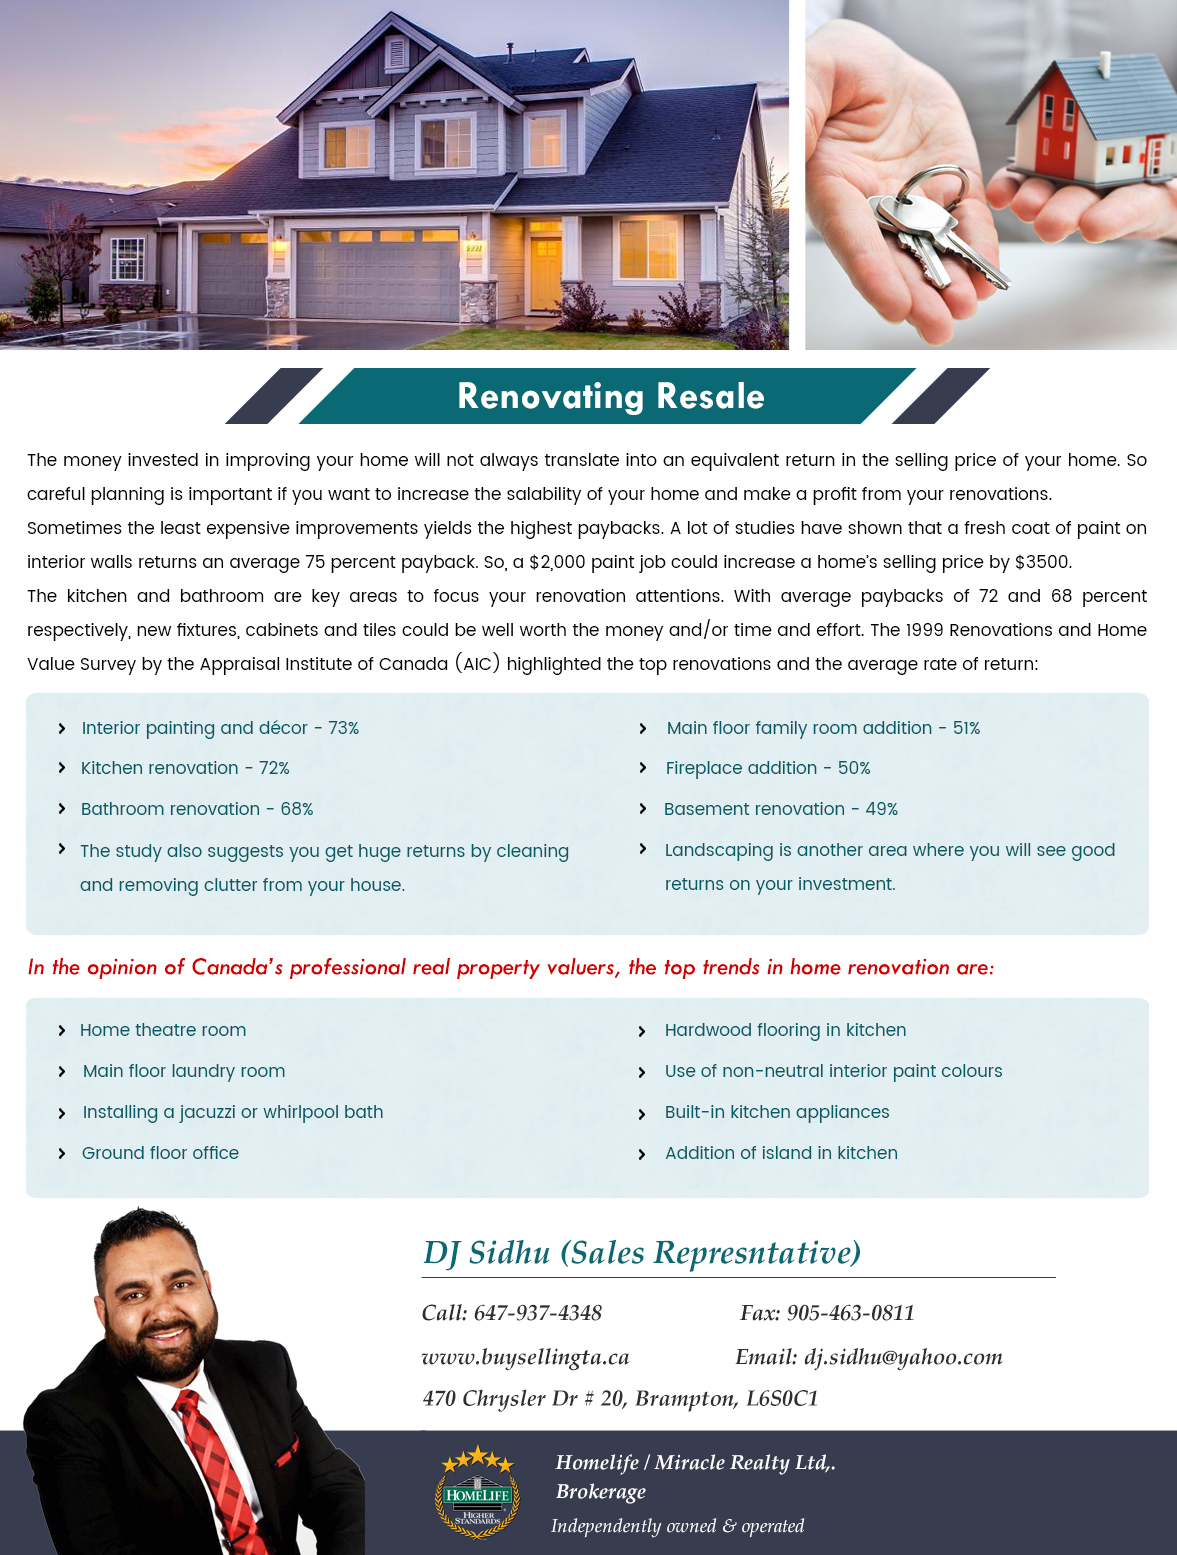 Renovating Resale
The money invested in improving your home will not always translate into an equivalent return in the selling price of your home. So
careful planning is important if you want to increase the salability of your home and make a profit from your renovations.
Sometimes the least expensive improvements yields the highest paybacks. A lot of studies have shown that a fresh coat of paint on
interior walls returns an average 75 percent payback. So, a $2,000 paint job could increase a home's selling price by $3500.
The kitchen and bathroom are key areas to focus your renovation attentions. With average paybacks of 72 and 68 percent
respectively, new fixtures, cabinets and tiles could be well worth the money and/or time and effort. The 1999 Renovations and Home
Value Survey by the Appraisal Institute of Canada (AIC) highlighted the top renovations and the average rate of return:
Interior painting and décor - 73%
Kitchen renovation - 72%
Bathroom renovation - 68%
The study also suggests you get huge returns by cleaning
and removing clutter from your house.
Main floor family room addition - 51%
Fireplace addition - 50%
Basement renovation - 49%
Landscaping is another area where you will see good
returns on your investment.
In the opinion of Canada's professional real property valuers, the top trends in home renovation are:
Home theatre room
Main floor laundry room
Installing a jacuzzi or whirlpool bath
Ground floor office
Hardwood flooring in kitchen
Use of non-neutral interior paint colours
Built-in kitchen appliances
Addition of island in kitchen
DJ Sidhu (Sales Represntative)
Call: 647-937-4348
Fax: 905-463-0811
www.buysellingta.ca
Email: dj.sidhu@yahoo.com
470 Chrysler Dr # 20, Brampton, L6S0C1
HOMELIFE
HIGHER
STANDARDS
Homelife / Miracle Realty Ltd,.
Brokerage
Independently owned & operated